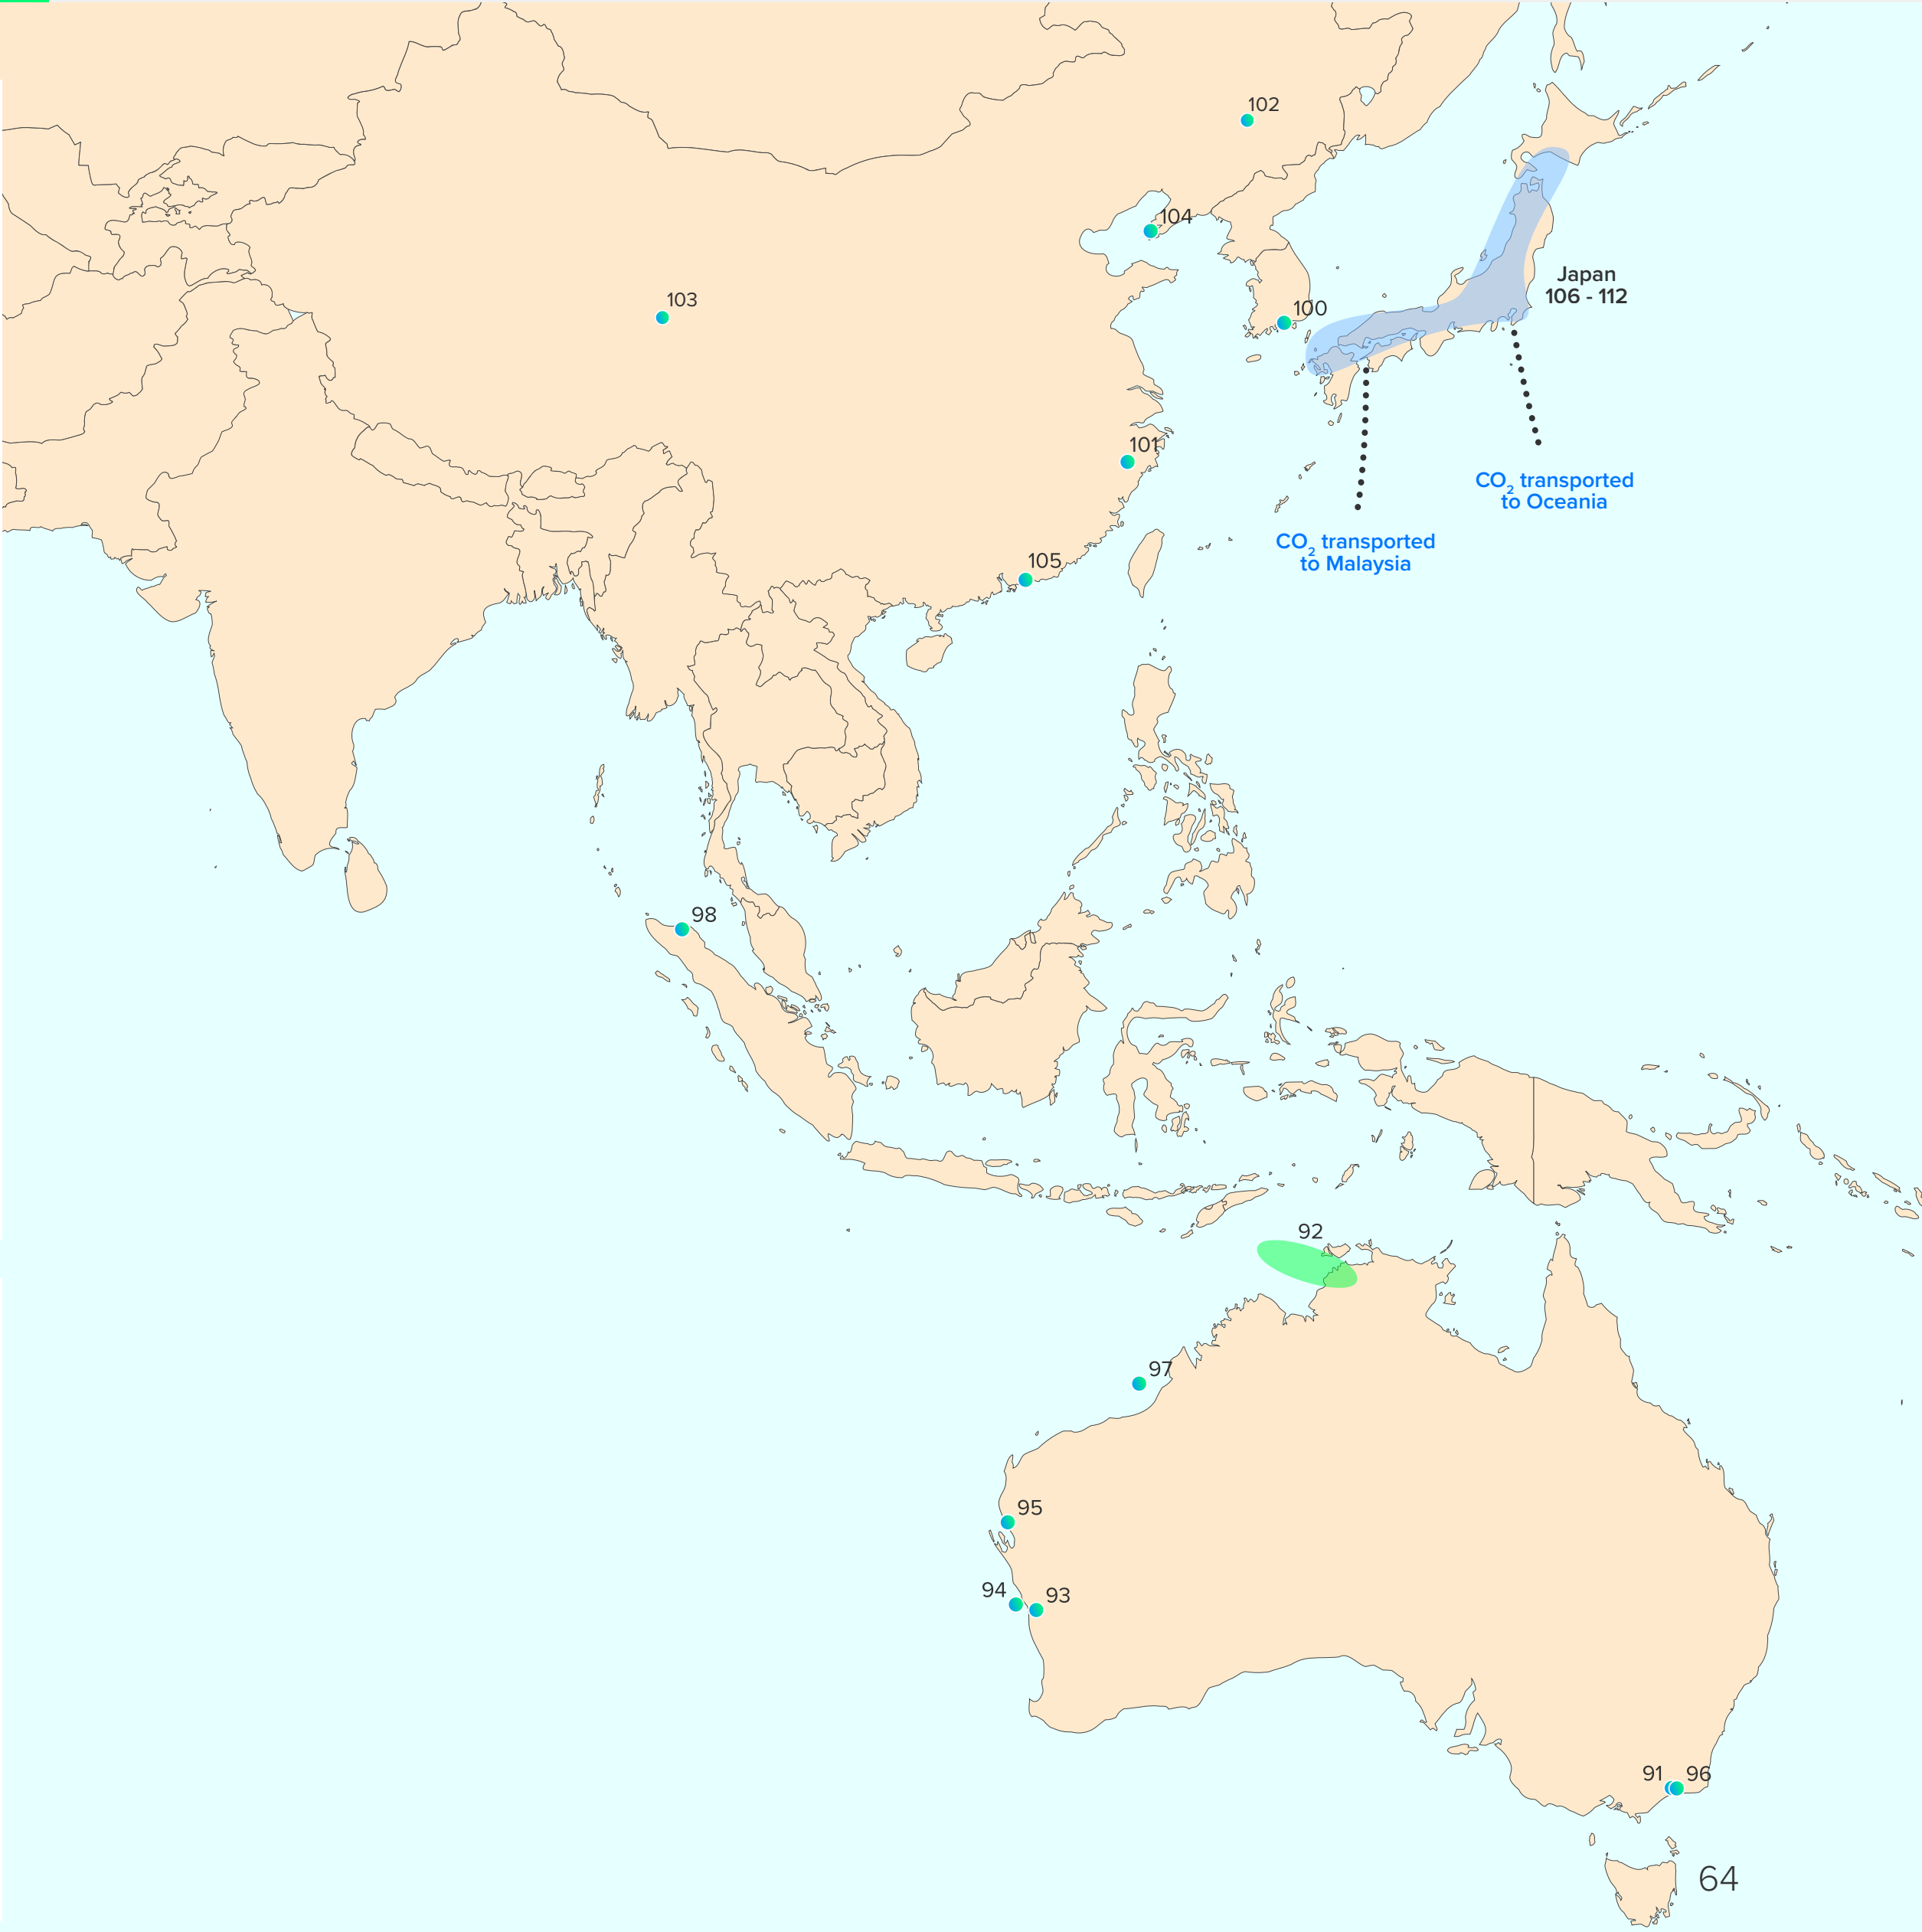 102
104
Japan
106 - 112
103
100
101
CO₂ transported
to Oceania
CO₂ transported
to Malaysia
105
98
92
97
95
94
93
91
96
64